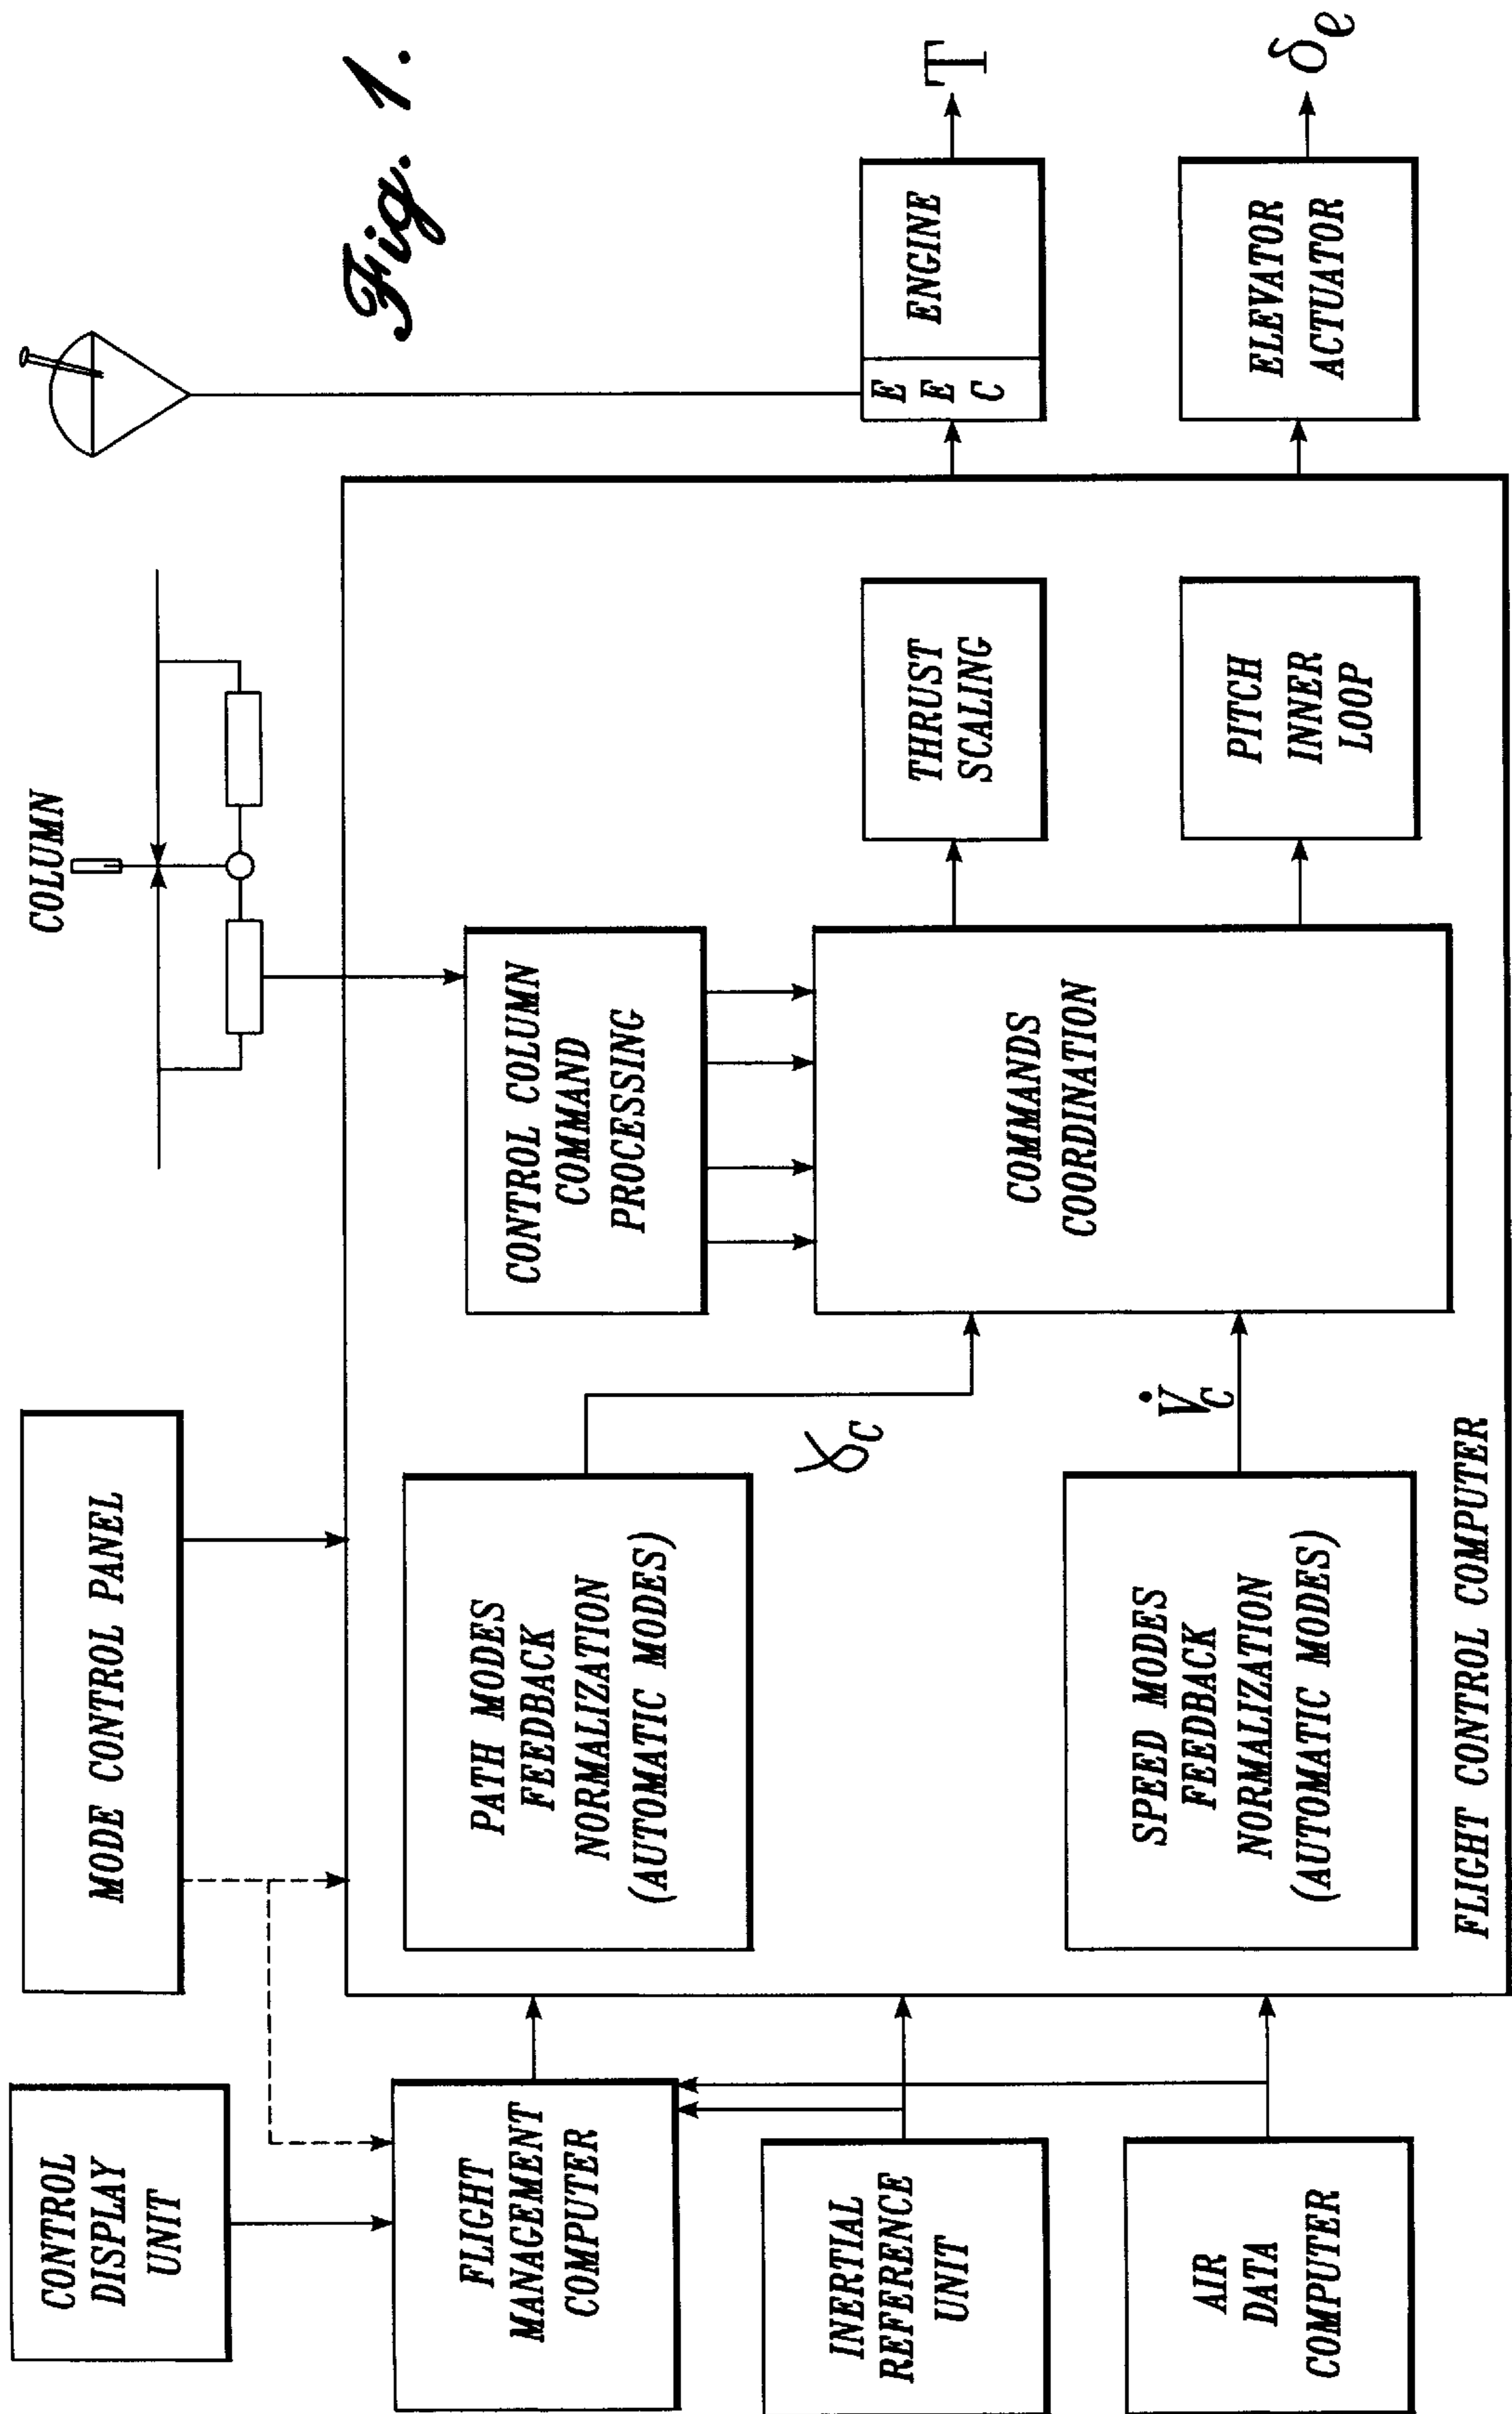 Fig. 1.
CONTROL
DISPLAY
UNIT
MODE CONTROL PANEL
COLUMN
FLIGHT
MANAGEMENT
COMPUTER
INERTIAL
REFERENCE
UNIT
AIR
DATA
COMPUTER
PATH MODES
FEEDBACK
NORMALIZATION
(AUTOMATIC MODES)
γc
SPEED MODES
FEEDBACK
NORMALIZATION
(AUTOMATIC MODES)
V̇c
CONTROL COLUMN
COMMAND
PROCESSING
COMMANDS
COORDINATION
THRUST
SCALING
PITCH
INNER
LOOP
FLIGHT CONTROL COMPUTER
E
E
C
ENGINE
T
ELEVATOR
ACTUATOR
δe